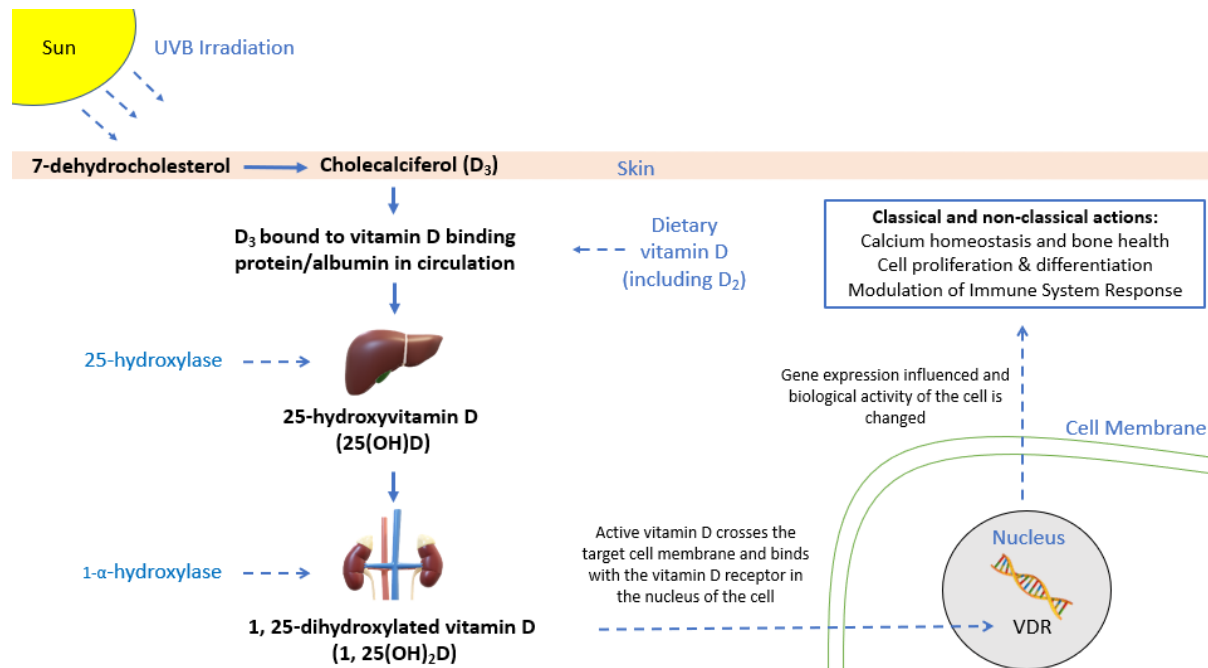 Sun
UVB Irradiation
7-dehydrocholesterol
Cholecalciferol (D₃)
Skin
D₃ bound to vitamin D binding
protein/albumin in circulation
Dietary
vitamin D
(including D₂)
Classical and non-classical actions:
Calcium homeostasis and bone health
Cell proliferation & differentiation
Modulation of Immune System Response
25-hydroxylase
25-hydroxyvitamin D
(25(OH)D)
Gene expression influenced and
biological activity of the cell is
changed
Cell Membrane
1-α-hydroxylase
1, 25-dihydroxylated vitamin D
(1, 25(OH)₂D)
Active vitamin D crosses the
target cell membrane and binds
with the vitamin D receptor in
the nucleus of the cell
Nucleus
VDR